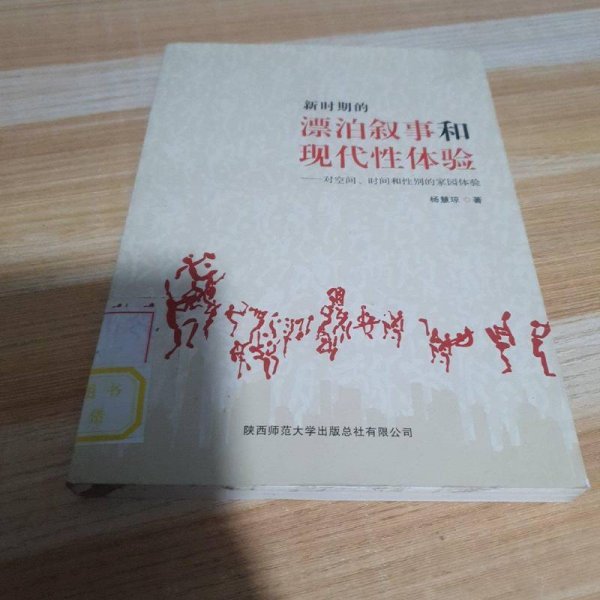 新时期的
漂泊叙事和
现代性体验
——对空间、时间和性别的家园体验
杨慧琼◇著
陕西师范大学出版总社有限公司